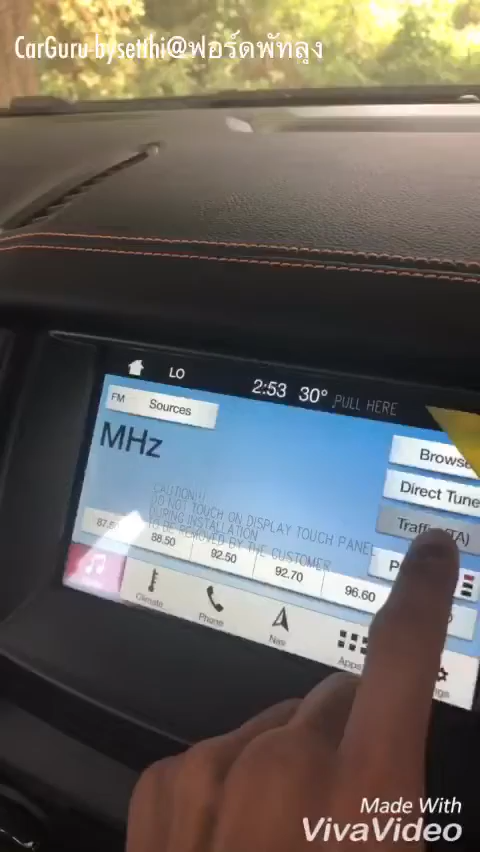 CarGuru-bysetthi@ฟอร์ดพัทลุง
LO
2:53 30° PULL HERE
FM Sources
MHz
Browse
Direct Tune
CAUTION!!
DO NOT TOUCH ON DISPLAY TOUCH PANEL
DURING INSTALLATION
TO BE REMOVED BY THE CUSTOMER
88.50
92.50
92.70
96.60
Climate
Phone
Nav
Apps
Made With
VivaVideo